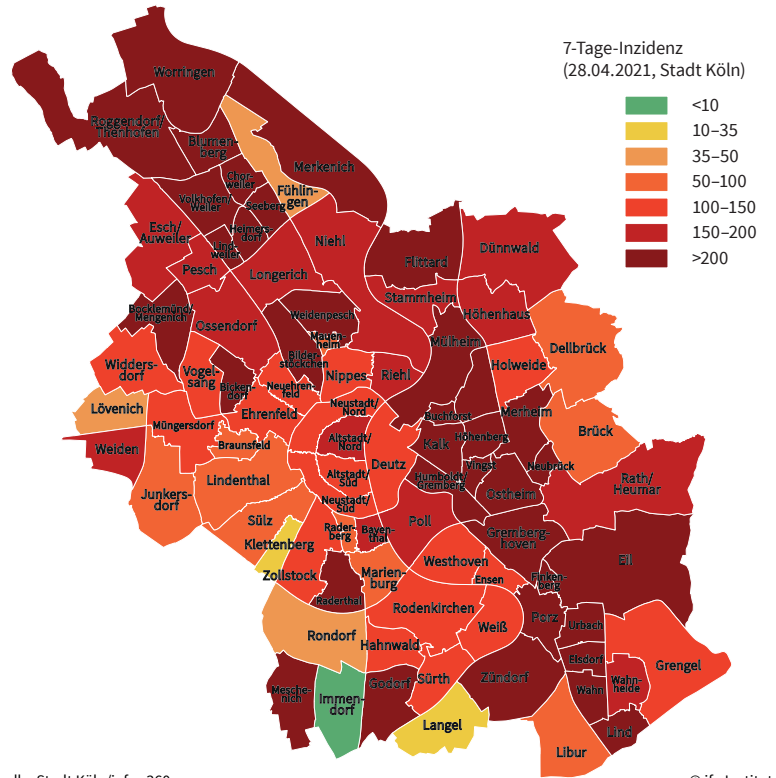 7-Tage-Inzidenz
(28.04.2021, Stadt Köln)
<10
10–35
35–50
50–100
100–150
150–200
>200
Worringen
Roggendorf/
Thenhofen
Blumen-
berg
Merkenich
Chor-
weiler
Fühlin-
gen
Volkhofen/
Weiler
Seeberg
Heimers-
dorf
Esch/
Auweiler
Lind-
weiler
Niehl
Pesch
Longerich
Flittard
Dünnwald
Stammheim
Bocklemünd/
Mengenich
Ossendorf
Weidenpesch
Höhenhaus
Mauen-
heim
Mülheim
Dellbrück
Bilder-
stöckchen
Widders-
dorf
Vogel-
sang
Nippes
Riehl
Holweide
Bicken-
dorf
Neuehren-
feld
Lövenich
Ehrenfeld
Neustadt/
Nord
Buchforst
Merheim
Müngersdorf
Brück
Braunsfeld
Altstadt/
Nord
Kalk
Höhenberg
Weiden
Deutz
Vingst
Neubrück
Junkers-
dorf
Lindenthal
Altstadt/
Süd
Humboldt/
Gremberg
Ostheim
Rath/
Heumar
Neustadt/
Süd
Sülz
Poll
Klettenberg
Rader-
berg
Bayen-
thal
Gremberg-
hoven
Zollstock
Marien-
burg
Westhoven
Eil
Ensen
Finken-
berg
Raderthal
Rodenkirchen
Porz
Urbach
Rondorf
Hahnwald
Weiß
Elsdorf
Grengel
Mesche-
nich
Immen-
dorf
Godorf
Sürth
Zündorf
Wahn
Wahn-
heide
Langel
Lind
Libur